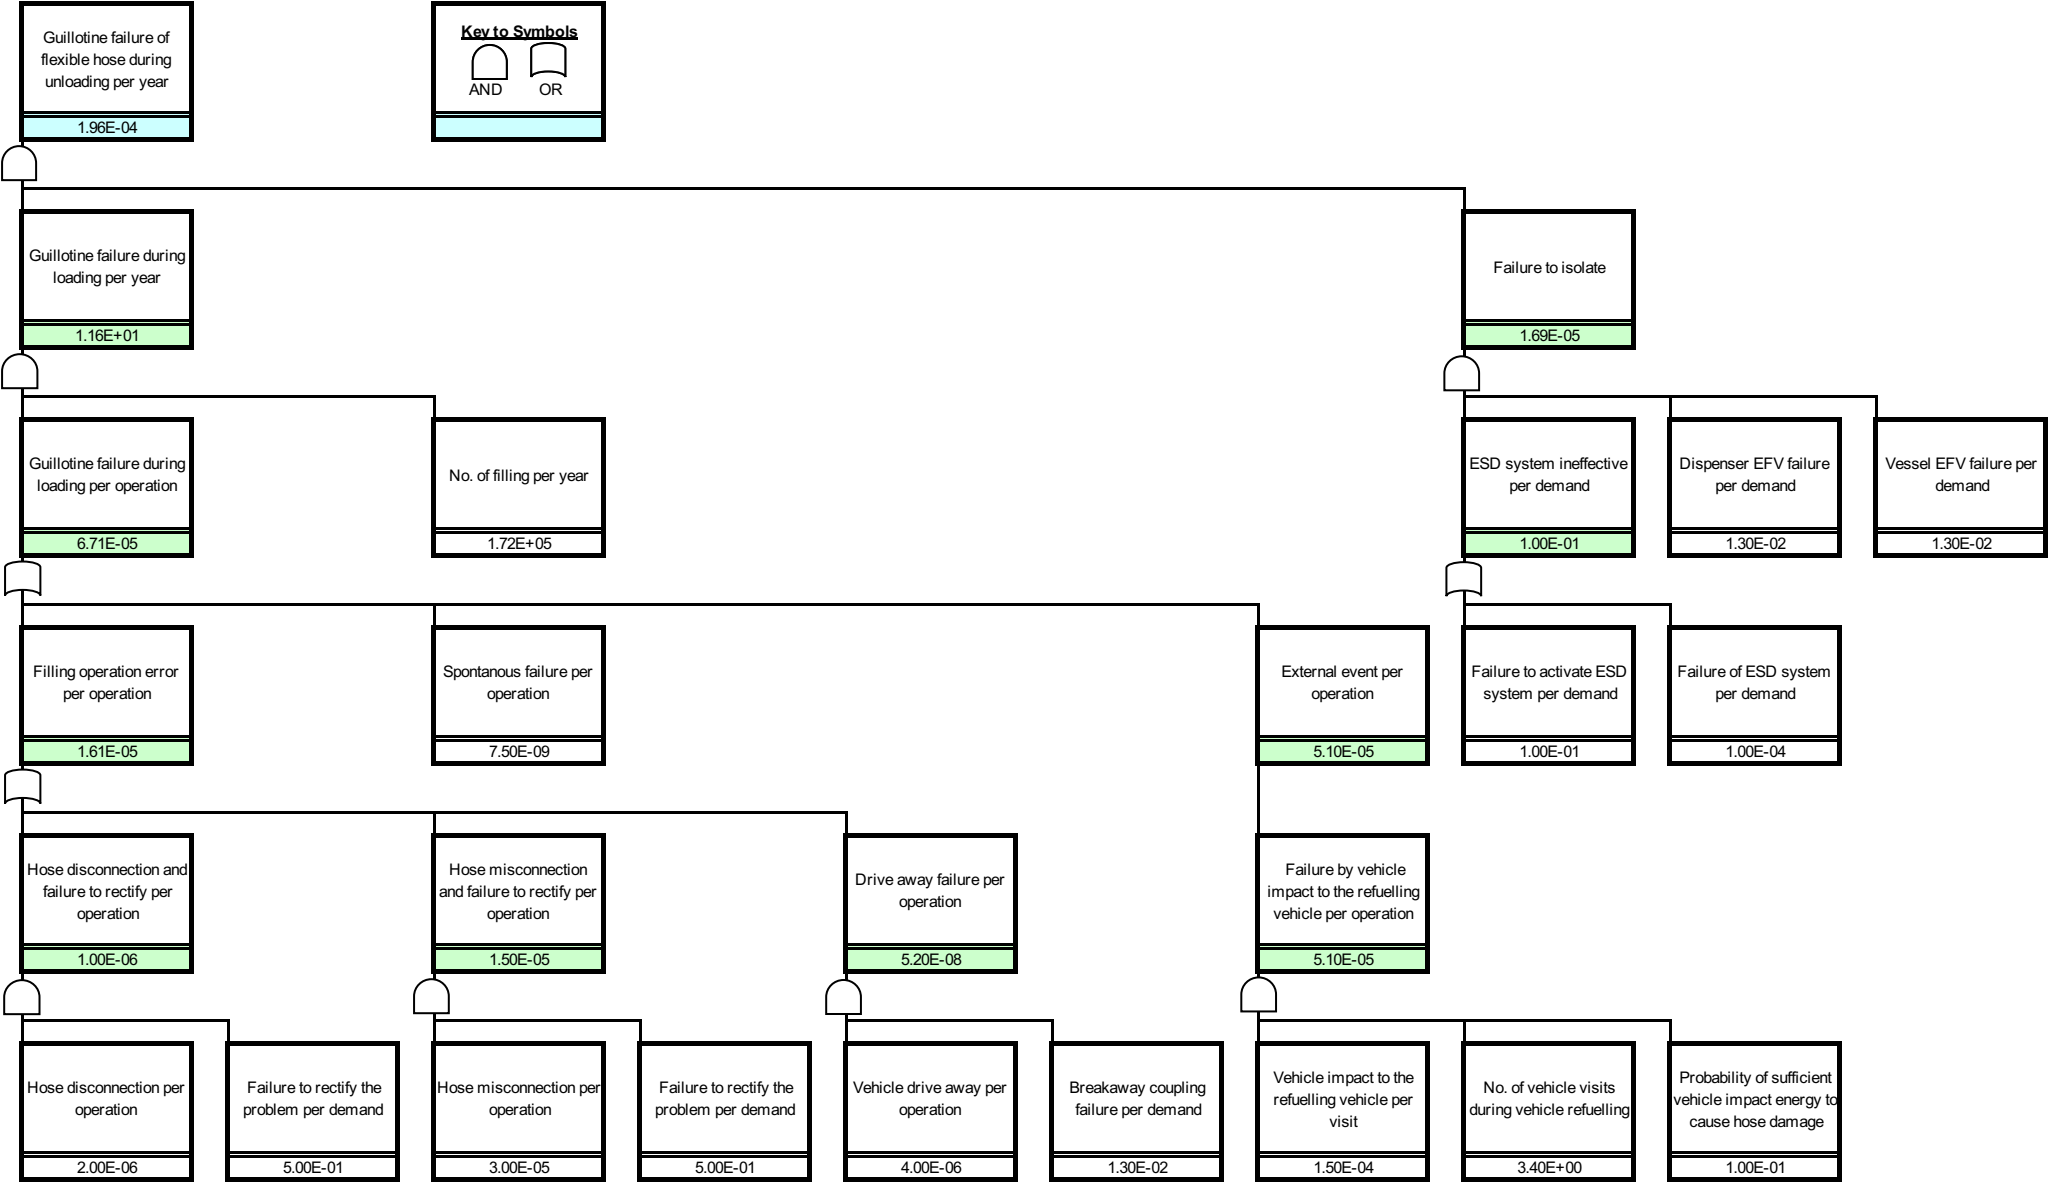 Guillotine failure of
flexible hose during
unloading per year
1.96E-04
Key to Symbols
AND
OR
Guillotine failure during
loading per year
1.16E+01
Failure to isolate
1.69E-05
Guillotine failure during
loading per operation
6.71E-05
No. of filling per year
1.72E+05
ESD system ineffective
per demand
1.00E-01
Dispenser EFV failure
per demand
1.30E-02
Vessel EFV failure per
demand
1.30E-02
Filling operation error
per operation
1.61E-05
Spontanous failure per
operation
7.50E-09
External event per
operation
5.10E-05
Failure to activate ESD
system per demand
1.00E-01
Failure of ESD system
per demand
1.00E-04
Hose disconnection and
failure to rectify per
operation
1.00E-06
Hose misconnection
and failure to rectify per
operation
1.50E-05
Drive away failure per
operation
5.20E-08
Failure by vehicle
impact to the refuelling
vehicle per operation
5.10E-05
Hose disconnection per
operation
2.00E-06
Failure to rectify the
problem per demand
5.00E-01
Hose misconnection per
operation
3.00E-05
Failure to rectify the
problem per demand
5.00E-01
Vehicle drive away per
operation
4.00E-06
Breakaway coupling
failure per demand
1.30E-02
Vehicle impact to the
refuelling vehicle per
visit
1.50E-04
No. of vehicle visits
during vehicle refuelling
3.40E+00
Probability of sufficient
vehicle impact energy to
cause hose damage
1.00E-01